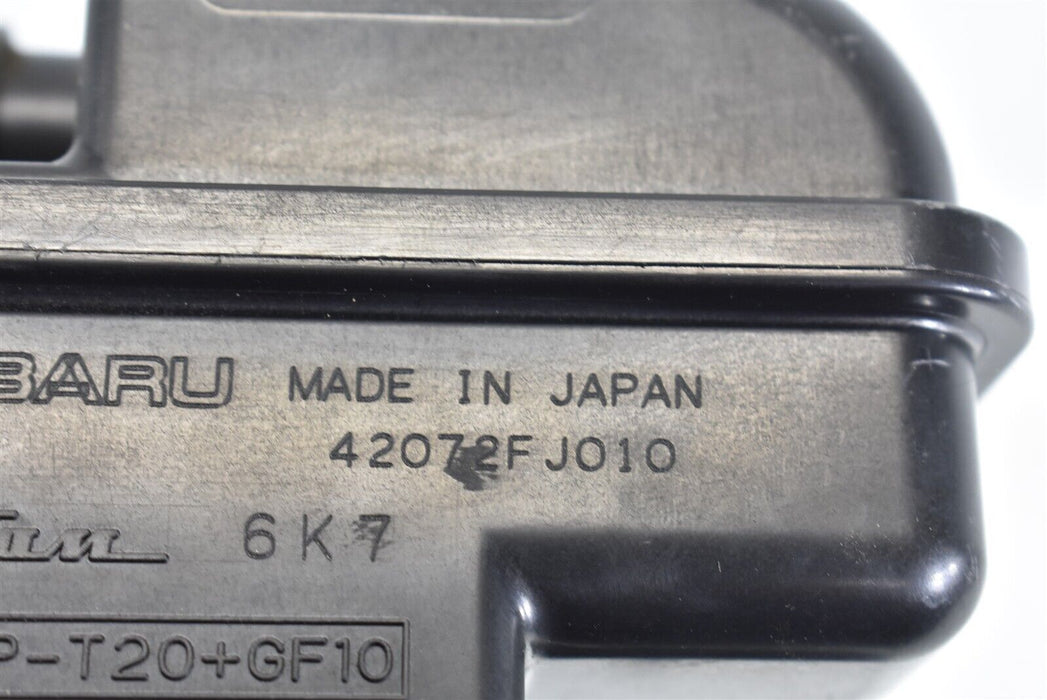 BARU MADE IN JAPAN
42072FJ010
6K7
P-T20+GF10